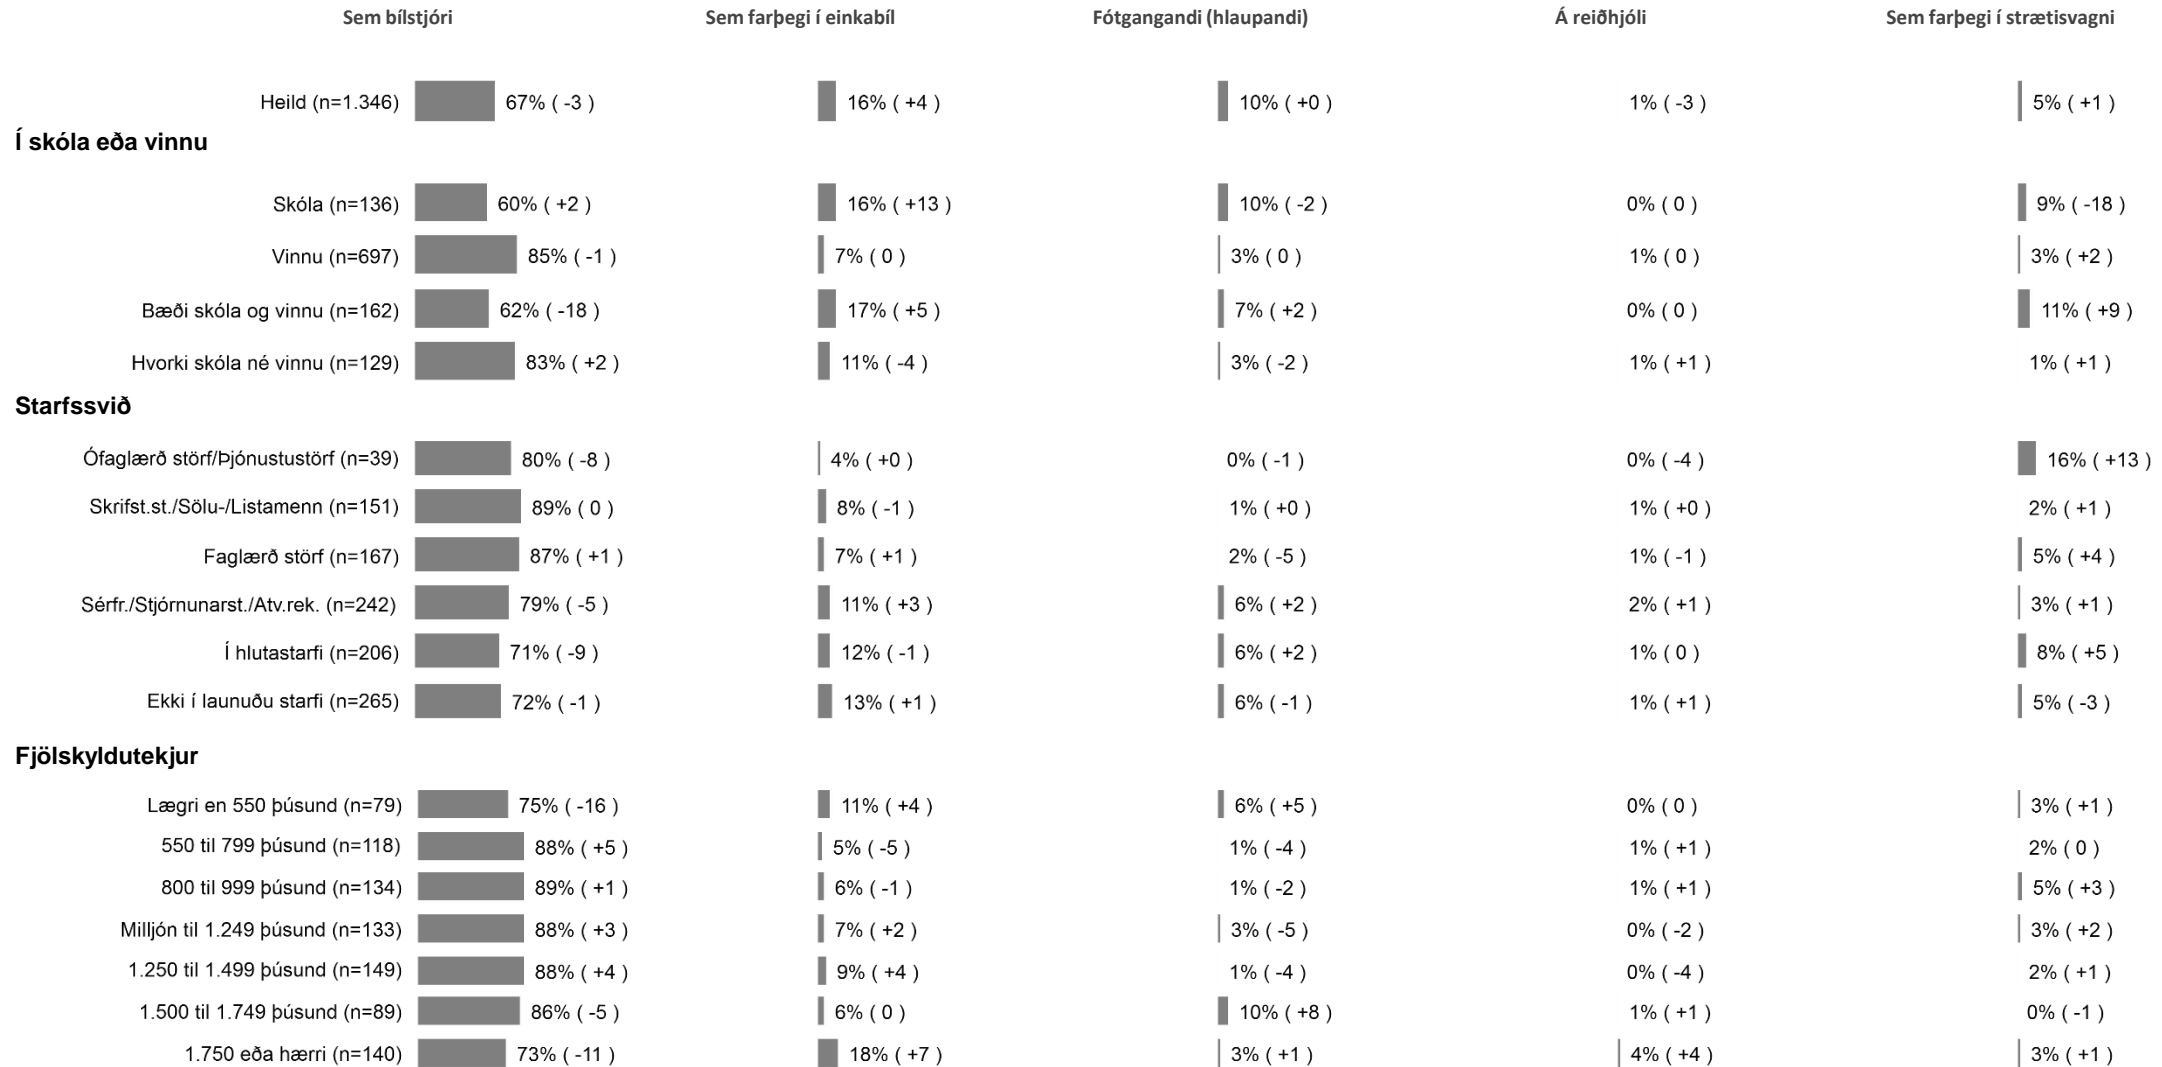 Sem bílstjóri Sem farþegi í einkabíl Fótgangandi (hlaupandi) Á reiðhjóli Sem farþegi í strætisvagni
Heild (n=1.346) 67% ( -3 ) 16% ( +4 ) 10% ( +0 ) 1% ( -3 ) 5% ( +1 )
Í skóla eða vinnu
Skóla (n=136) 60% ( +2 ) 16% ( +13 ) 10% ( -2 ) 0% ( 0 ) 9% ( -18 )
Vinnu (n=697) 85% ( -1 ) 7% ( 0 ) 3% ( 0 ) 1% ( 0 ) 3% ( +2 )
Bæði skóla og vinnu (n=162) 62% ( -18 ) 17% ( +5 ) 7% ( +2 ) 0% ( 0 ) 11% ( +9 )
Hvorki skóla né vinnu (n=129) 83% ( +2 ) 11% ( -4 ) 3% ( -2 ) 1% ( +1 ) 1% ( +1 )
Starfssvið
Ófaglærð störf/Þjónustustörf (n=39) 80% ( -8 ) 4% ( +0 ) 0% ( -1 ) 0% ( -4 ) 16% ( +13 )
Skrifst.st./Sölu-/Listamenn (n=151) 89% ( 0 ) 8% ( -1 ) 1% ( +0 ) 1% ( +0 ) 2% ( +1 )
Faglærð störf (n=167) 87% ( +1 ) 7% ( +1 ) 2% ( -5 ) 1% ( -1 ) 5% ( +4 )
Sérfr./Stjórnunarst./Atv.rek. (n=242) 79% ( -5 ) 11% ( +3 ) 6% ( +2 ) 2% ( +1 ) 3% ( +1 )
Í hlutastarfi (n=206) 71% ( -9 ) 12% ( -1 ) 6% ( +2 ) 1% ( 0 ) 8% ( +5 )
Ekki í launuðu starfi (n=265) 72% ( -1 ) 13% ( +1 ) 6% ( -1 ) 1% ( +1 ) 5% ( -3 )
Fjölskyldutekjur
Lægri en 550 þúsund (n=79) 75% ( -16 ) 11% ( +4 ) 6% ( +5 ) 0% ( 0 ) 3% ( +1 )
550 til 799 þúsund (n=118) 88% ( +5 ) 5% ( -5 ) 1% ( -4 ) 1% ( +1 ) 2% ( 0 )
800 til 999 þúsund (n=134) 89% ( +1 ) 6% ( -1 ) 1% ( -2 ) 1% ( +1 ) 5% ( +3 )
Milljón til 1.249 þúsund (n=133) 88% ( +3 ) 7% ( +2 ) 3% ( -5 ) 0% ( -2 ) 3% ( +2 )
1.250 til 1.499 þúsund (n=149) 88% ( +4 ) 9% ( +4 ) 1% ( -4 ) 0% ( -4 ) 2% ( +1 )
1.500 til 1.749 þúsund (n=89) 86% ( -5 ) 6% ( 0 ) 10% ( +8 ) 1% ( +1 ) 0% ( -1 )
1.750 eða hærri (n=140) 73% ( -11 ) 18% ( +7 ) 3% ( +1 ) 4% ( +4 ) 3% ( +1 )